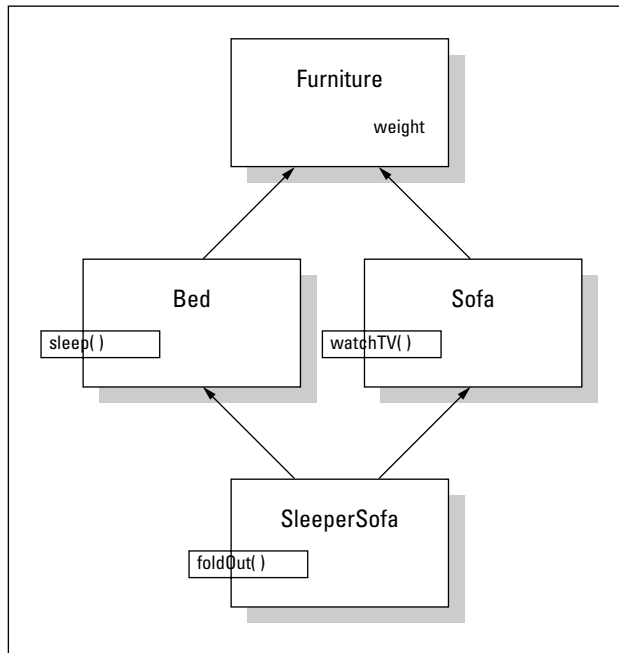 Furniture
weight
Bed
Sofa
sleep( )
watchTV( )
SleeperSofa
foldOut( )